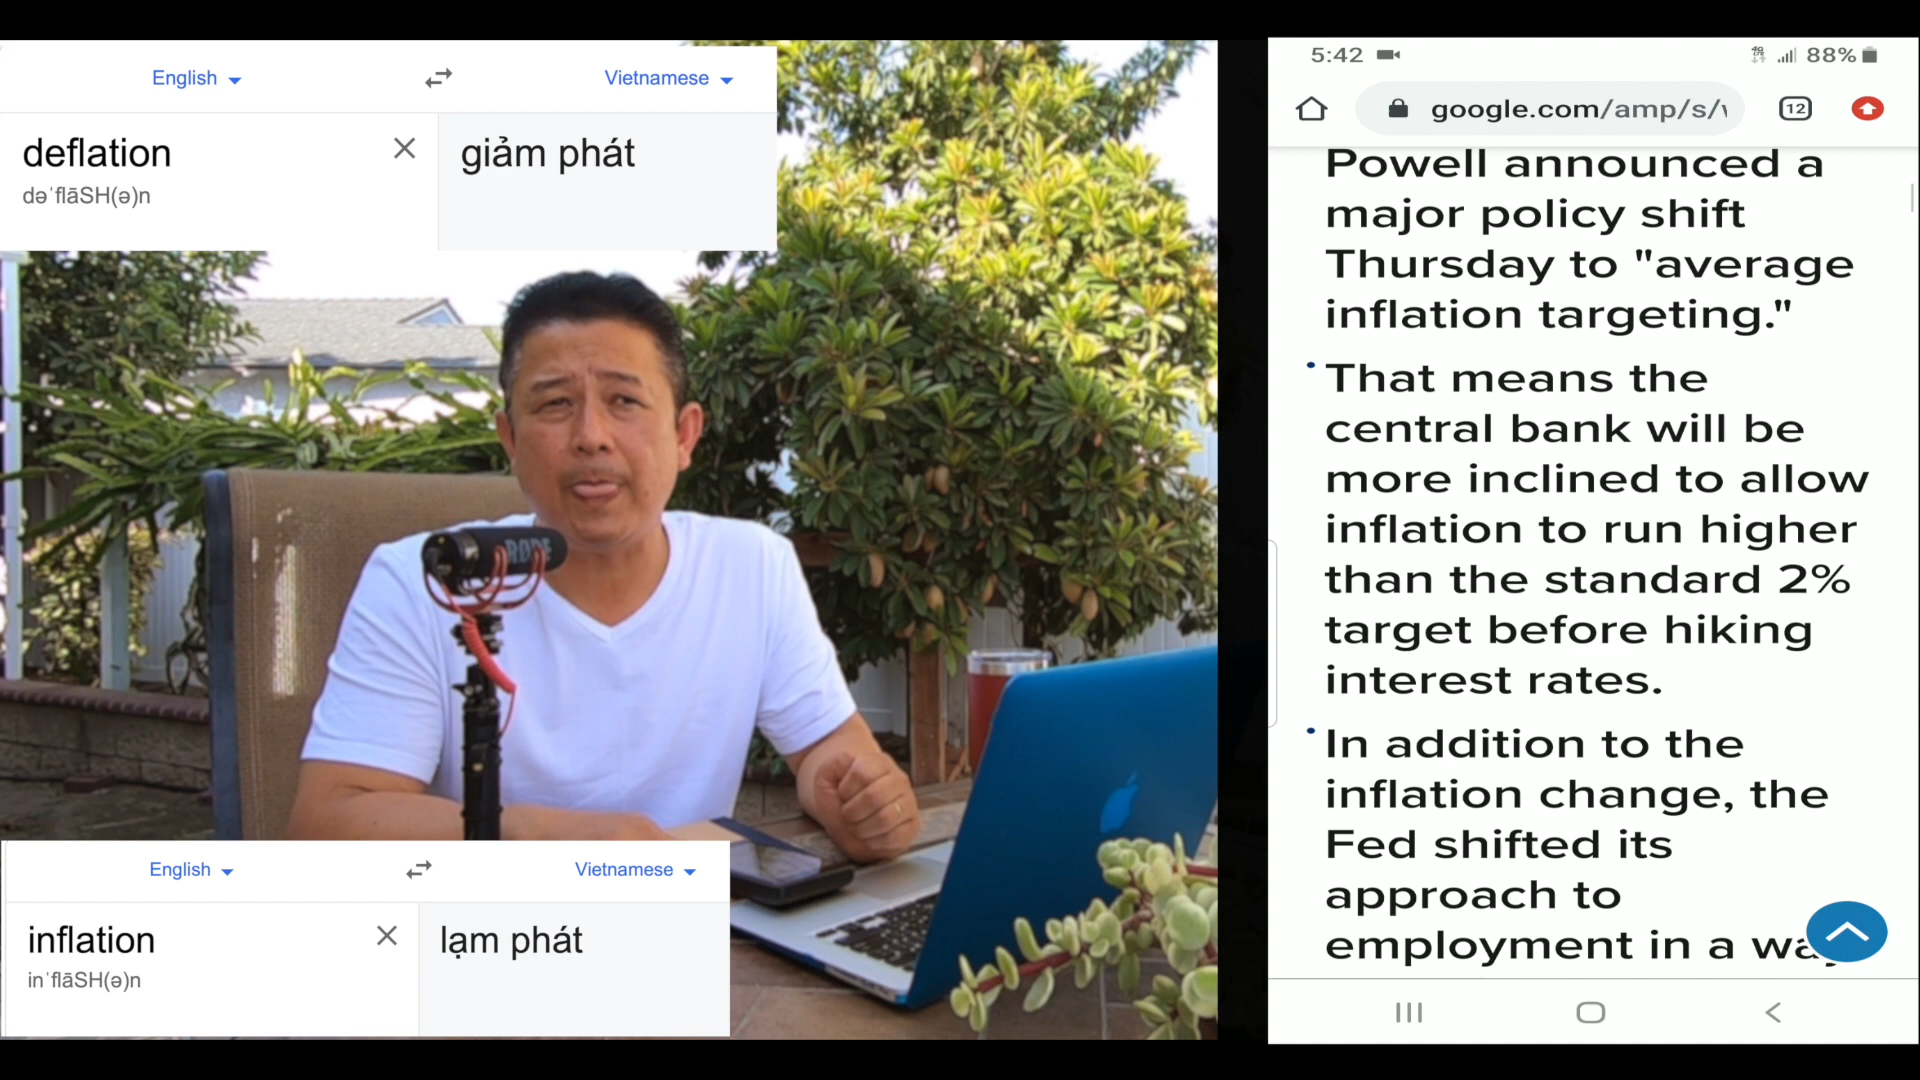 English
Vietnamese
deflation
dəˈflāSH(ə)n
giảm phát
RØDE
English
Vietnamese
inflation
inˈflāSH(ə)n
lạm phát
5:42
88%
google.com/amp/s/
12
Powell announced a
major policy shift
Thursday to "average
inflation targeting."
• That means the
central bank will be
more inclined to allow
inflation to run higher
than the standard 2%
target before hiking
interest rates.
• In addition to the
inflation change, the
Fed shifted its
approach to
employment in a way